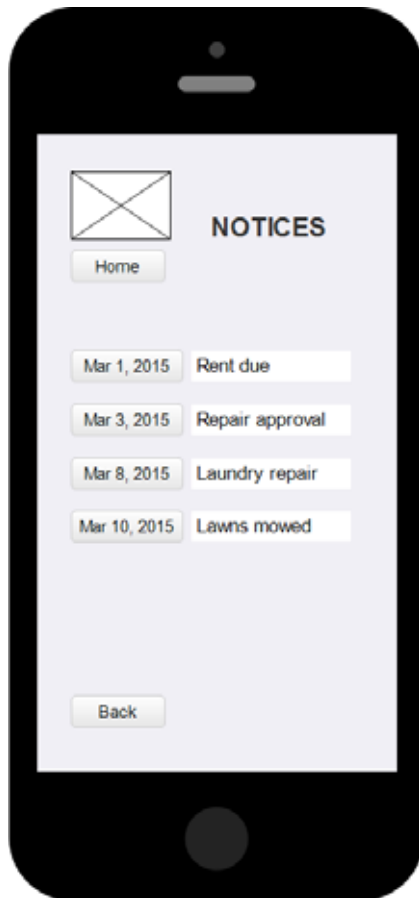 NOTICES
Home
Mar 1, 2015 Rent due
Mar 3, 2015 Repair approval
Mar 8, 2015 Laundry repair
Mar 10, 2015 Lawns mowed
Back